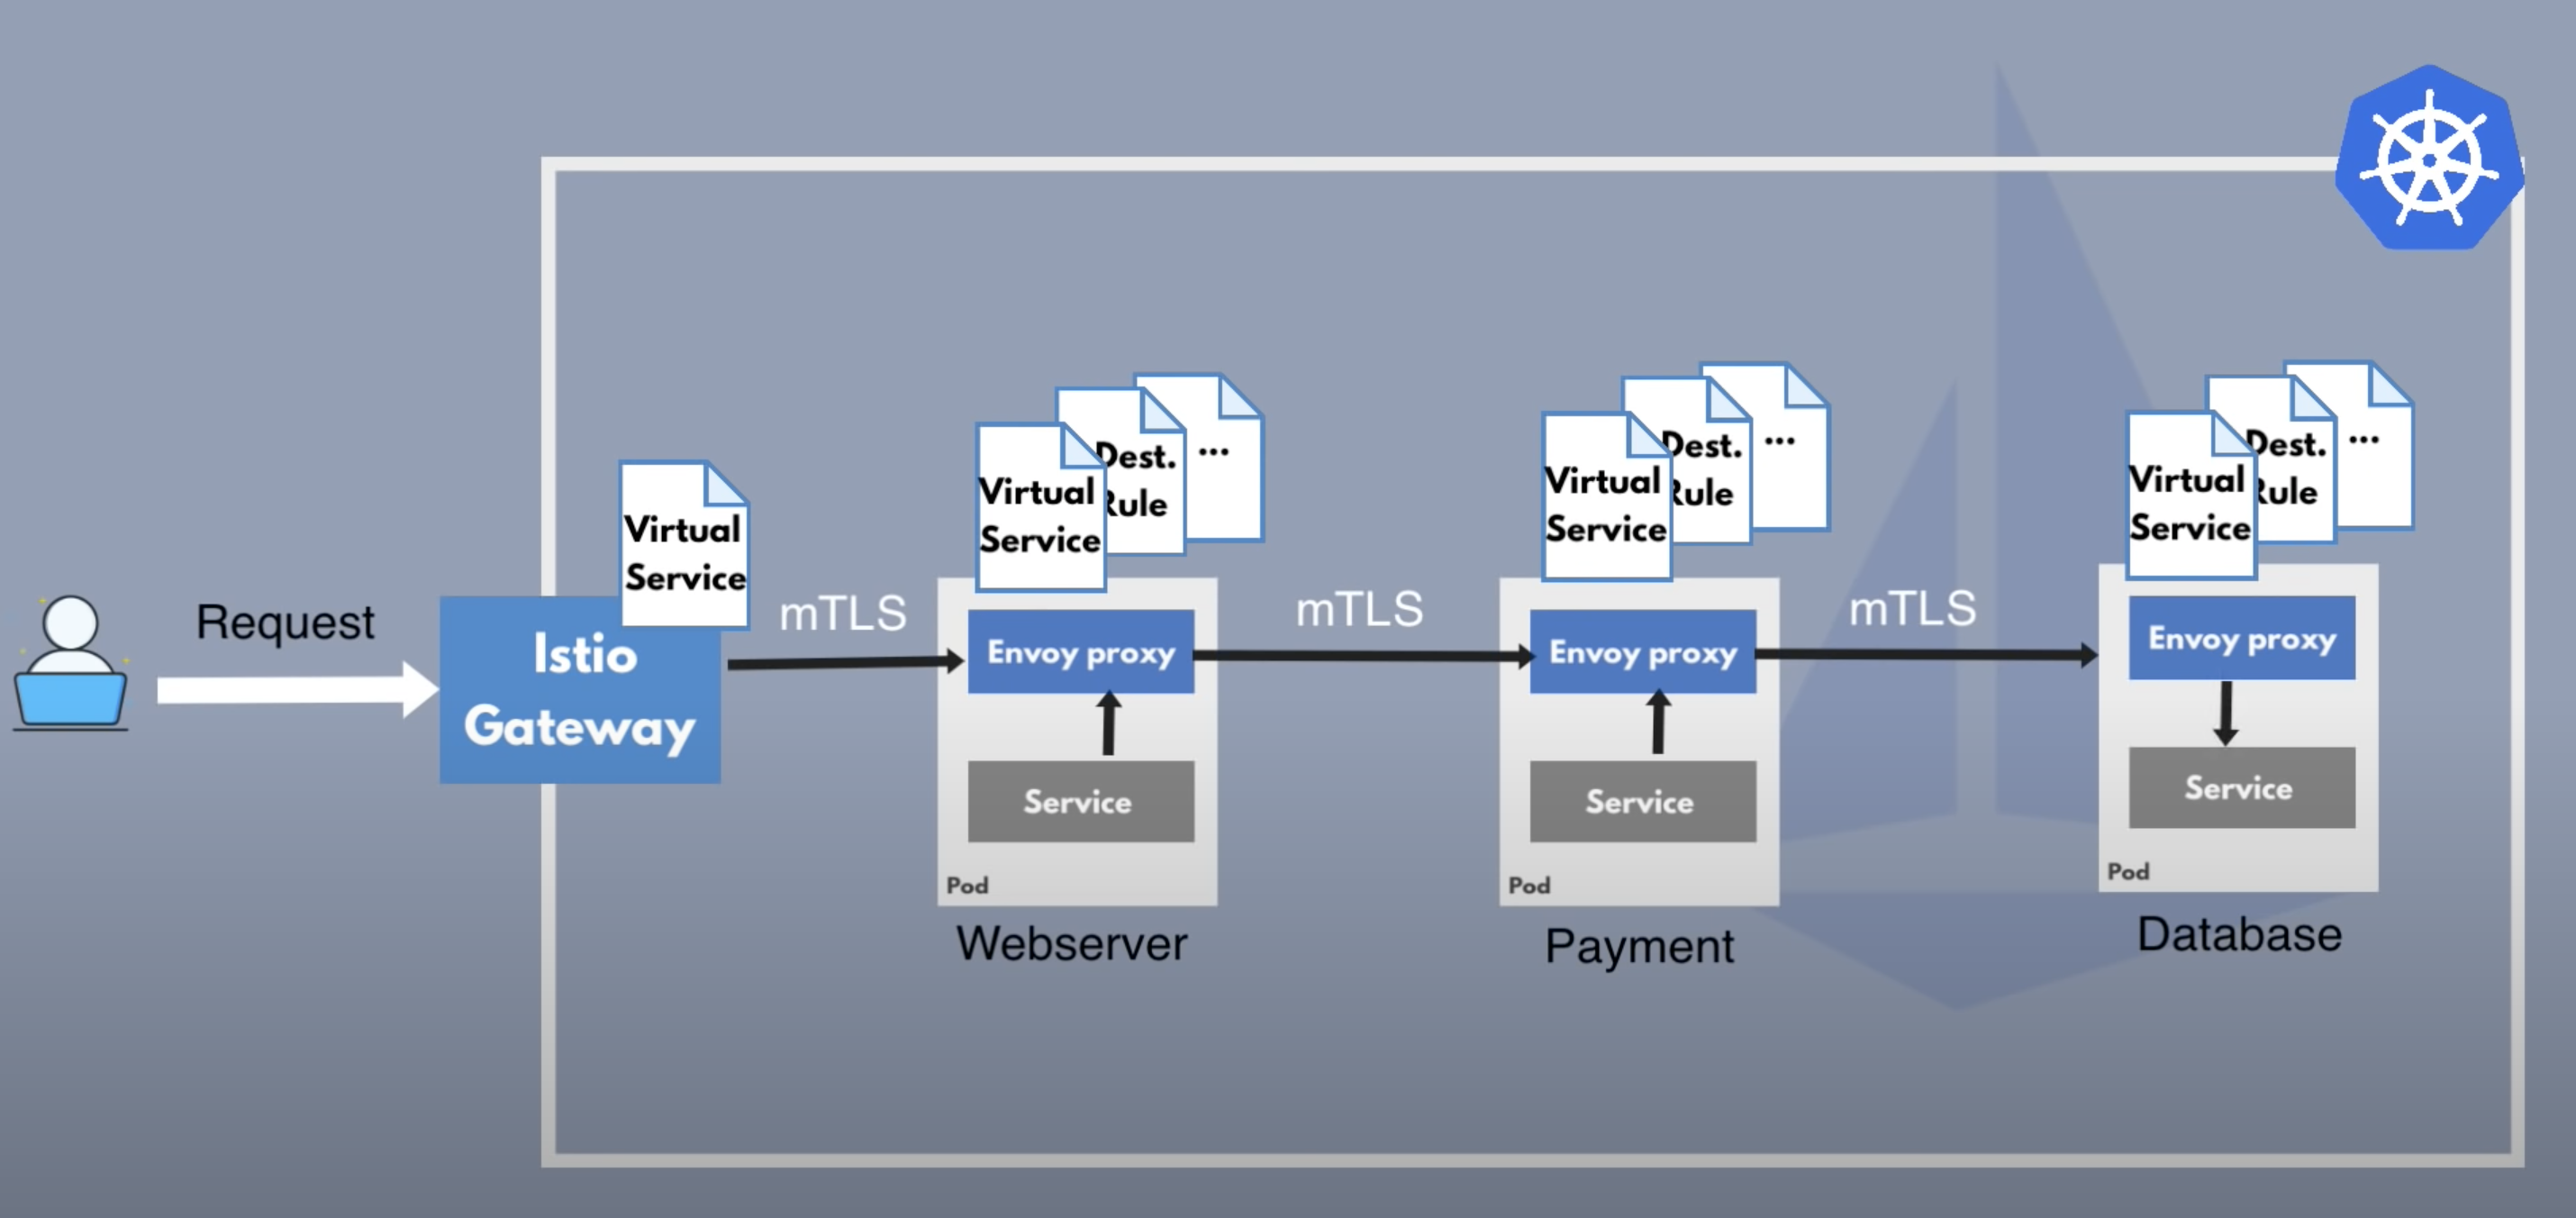 Request
Istio
Gateway
Virtual
Service
mTLS
Virtual
Service
Dest.
Rule
...
Envoy proxy
Service
Pod
Webserver
mTLS
Virtual
Service
Dest.
Rule
...
Envoy proxy
Service
Pod
Payment
mTLS
Virtual
Service
Dest.
Rule
...
Envoy proxy
Service
Pod
Database